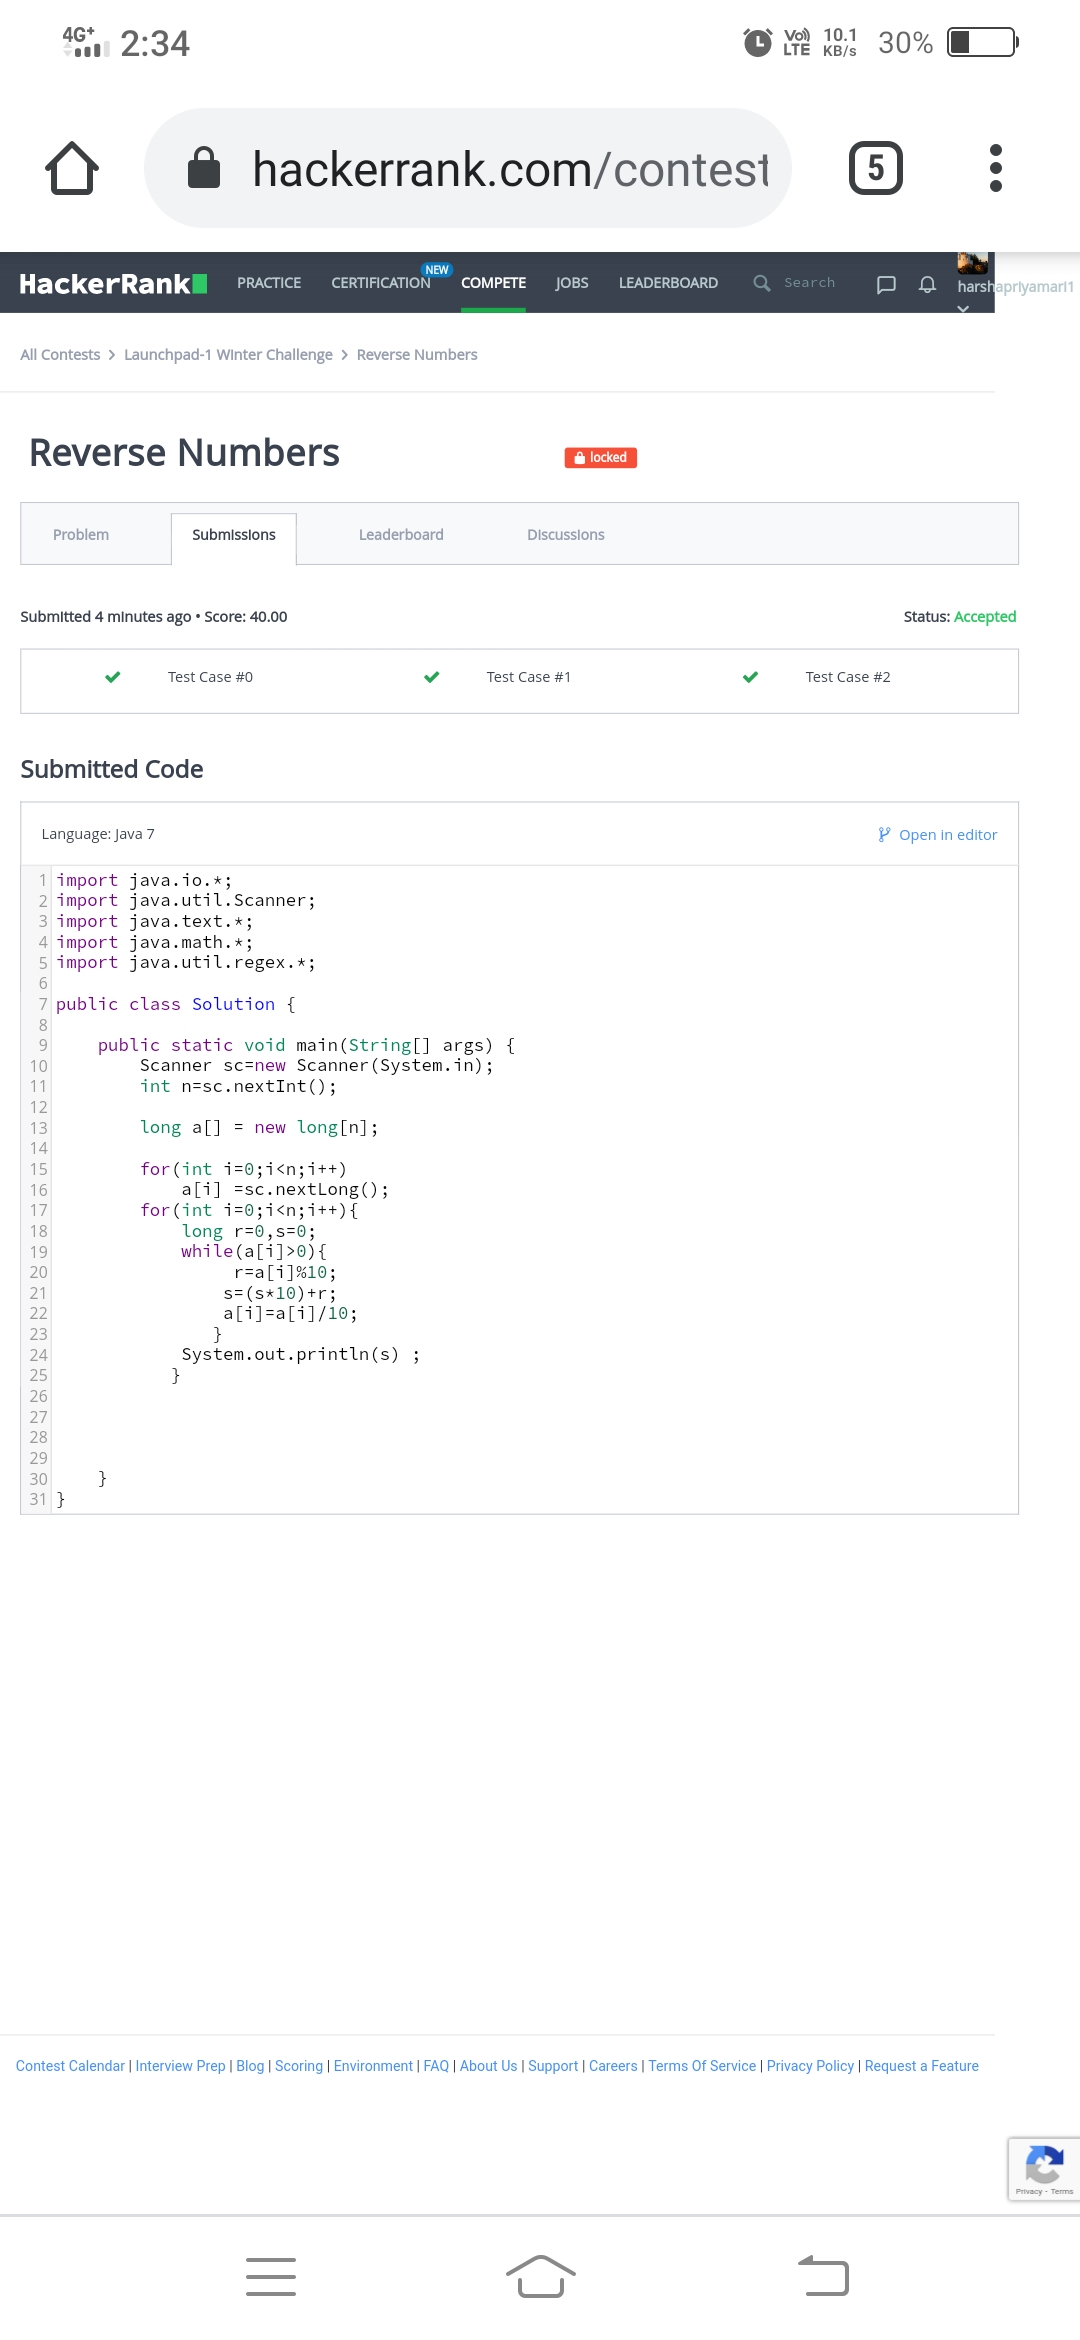 4G+ 2:34 Vo)) LTE 10.1 KB/s 30%
hackerrank.com/contest 5
HackerRank PRACTICE CERTIFICATION NEW COMPETE JOBS LEADERBOARD Search harshapriyamari1
All Contests > Launchpad-1 Winter Challenge > Reverse Numbers
Reverse Numbers locked
Problem Submissions Leaderboard Discussions
Submitted 4 minutes ago • Score: 40.00 Status: Accepted
Test Case #0 Test Case #1 Test Case #2
Submitted Code
Language: Java 7 Open in editor
1 import java.io.*;
2 import java.util.Scanner;
3 import java.text.*;
4 import java.math.*;
5 import java.util.regex.*;
6
7 public class Solution {
8
9 public static void main(String[] args) {
10 Scanner sc=new Scanner(System.in);
11 int n=sc.nextInt();
12
13 long a[] = new long[n];
14
15 for(int i=0;i<n;i++)
16 a[i] =sc.nextLong();
17 for(int i=0;i<n;i++){
18 long r=0,s=0;
19 while(a[i]>0){
20 r=a[i]%10;
21 s=(s*10)+r;
22 a[i]=a[i]/10;
23 }
24 System.out.println(s) ;
25 }
26
27
28
29
30 }
31 }
Contest Calendar | Interview Prep | Blog | Scoring | Environment | FAQ | About Us | Support | Careers | Terms Of Service | Privacy Policy | Request a Feature
Privacy - Terms